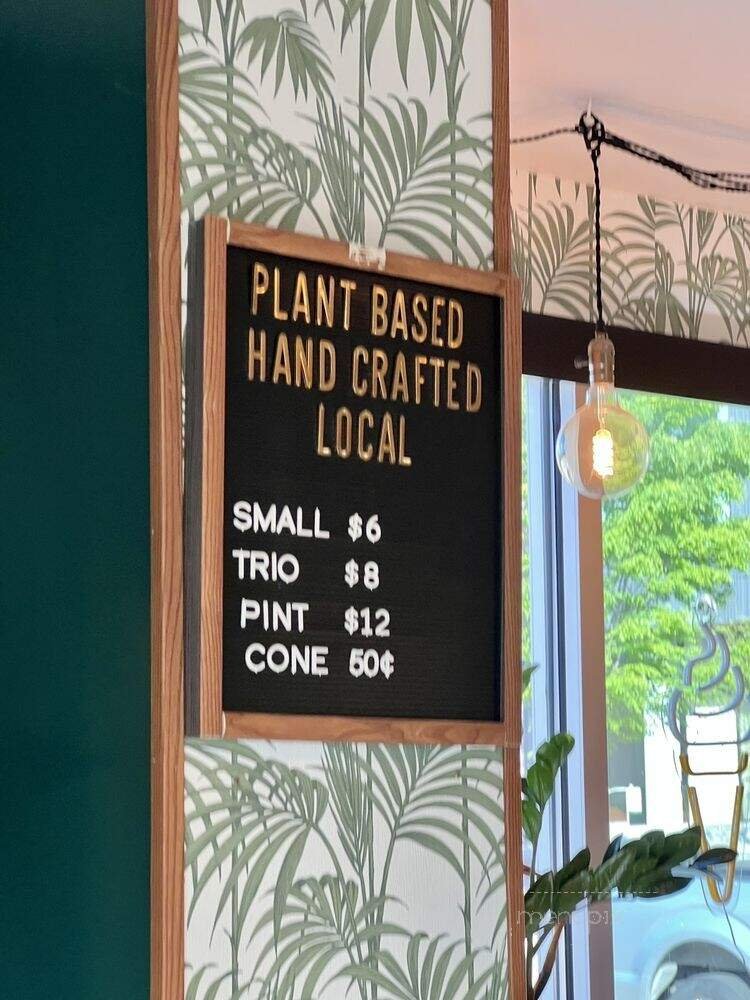 PLANT BASED
HAND CRAFTED
LOCAL
SMALL $6
TRIO $8
PINT $12
CONE 50¢